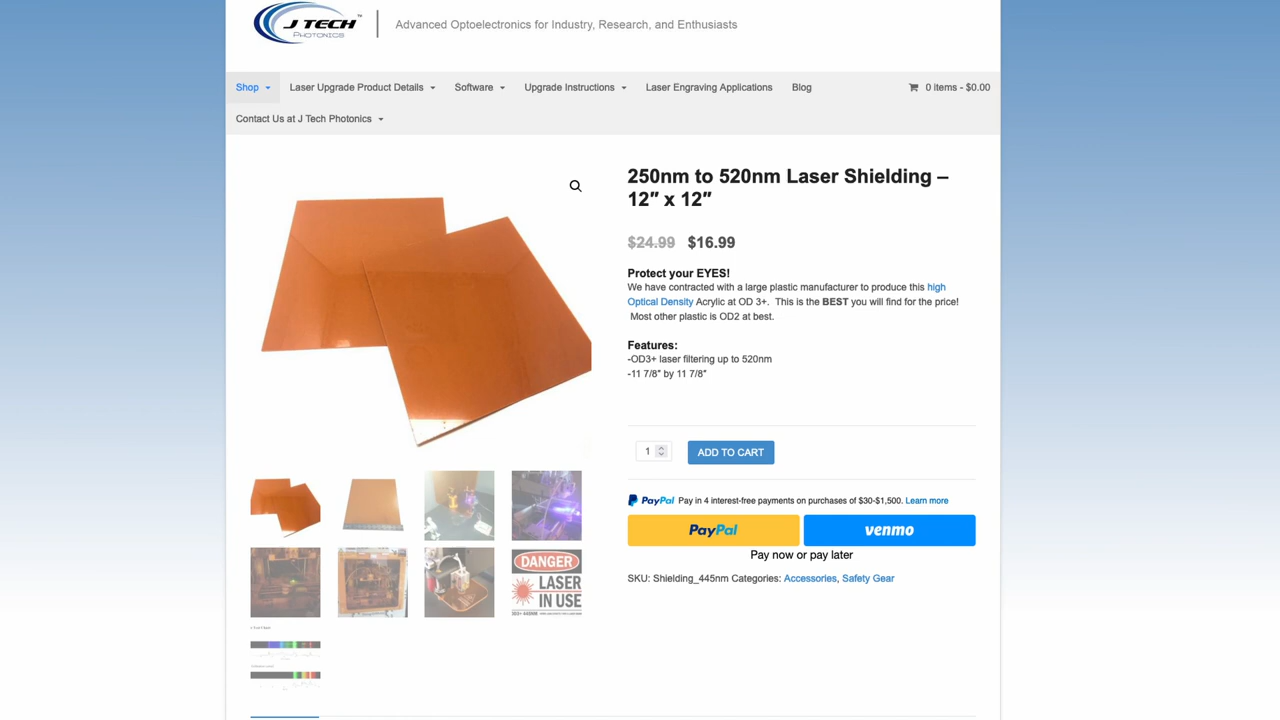 J TECH
PHOTONICS
Advanced Optoelectronics for Industry, Research, and Enthusiasts
Shop
Laser Upgrade Product Details
Software
Upgrade Instructions
Laser Engraving Applications
Blog
0 items - $0.00
Contact Us at J Tech Photonics
250nm to 520nm Laser Shielding –
12″ x 12″
$24.99 $16.99
Protect your EYES!
We have contracted with a large plastic manufacturer to produce this high
Optical Density Acrylic at OD 3+. This is the BEST you will find for the price!
Most other plastic is OD2 at best.
Features:
-OD3+ laser filtering up to 520nm
-11 7/8″ by 11 7/8″
1
ADD TO CART
PayPal Pay in 4 interest-free payments on purchases of $30-$1,500. Learn more
PayPal
venmo
Pay now or pay later
SKU: Shielding_445nm Categories: Accessories, Safety Gear
DANGER
LASER
IN USE